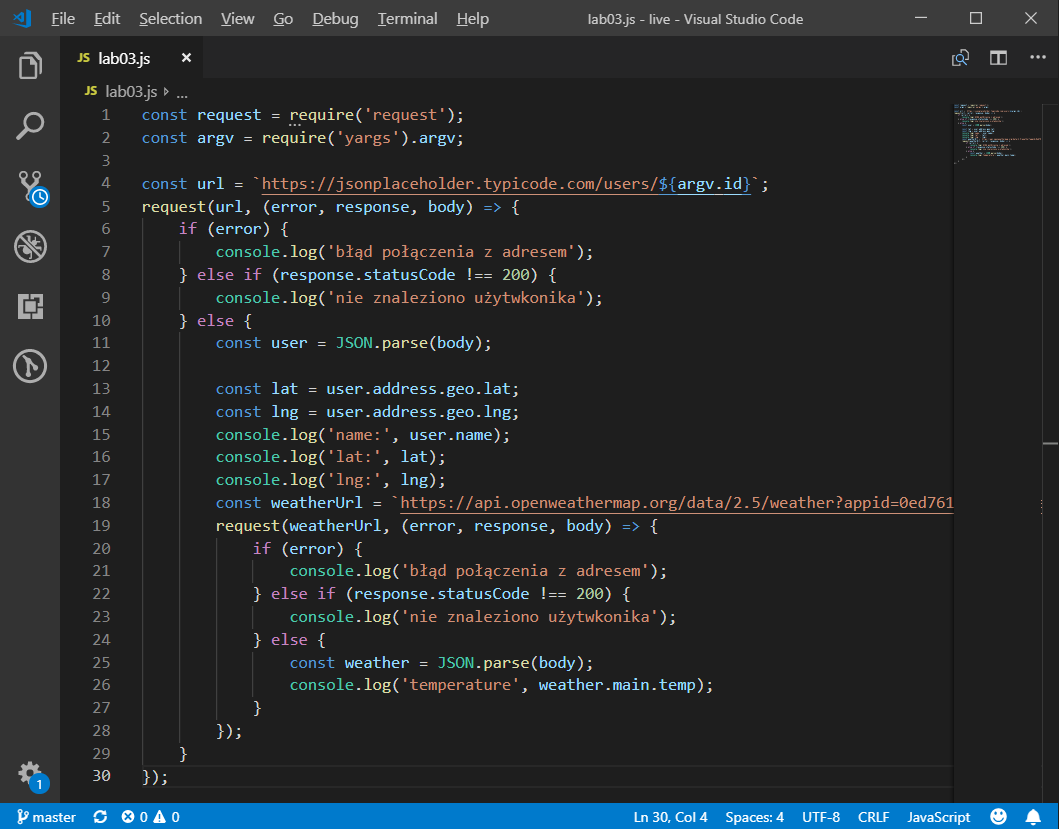 File Edit Selection View Go Debug Terminal Help lab03.js - live - Visual Studio Code
JS lab03.js
JS lab03.js › ...
1 const request = require('request');
2 const argv = require('yargs').argv;
3
4 const url = `https://jsonplaceholder.typicode.com/users/${argv.id}`;
5 request(url, (error, response, body) => {
6 if (error) {
7 console.log('błąd połączenia z adresem');
8 } else if (response.statusCode !== 200) {
9 console.log('nie znaleziono użytwkonika');
10 } else {
11 const user = JSON.parse(body);
12
13 const lat = user.address.geo.lat;
14 const lng = user.address.geo.lng;
15 console.log('name:', user.name);
16 console.log('lat:', lat);
17 console.log('lng:', lng);
18 const weatherUrl = `https://api.openweathermap.org/data/2.5/weather?appid=0ed761
19 request(weatherUrl, (error, response, body) => {
20 if (error) {
21 console.log('błąd połączenia z adresem');
22 } else if (response.statusCode !== 200) {
23 console.log('nie znaleziono użytwkonika');
24 } else {
25 const weather = JSON.parse(body);
26 console.log('temperature', weather.main.temp);
27 }
28 });
29 }
30 });
1
master 0 0 Ln 30, Col 4 Spaces: 4 UTF-8 CRLF JavaScript